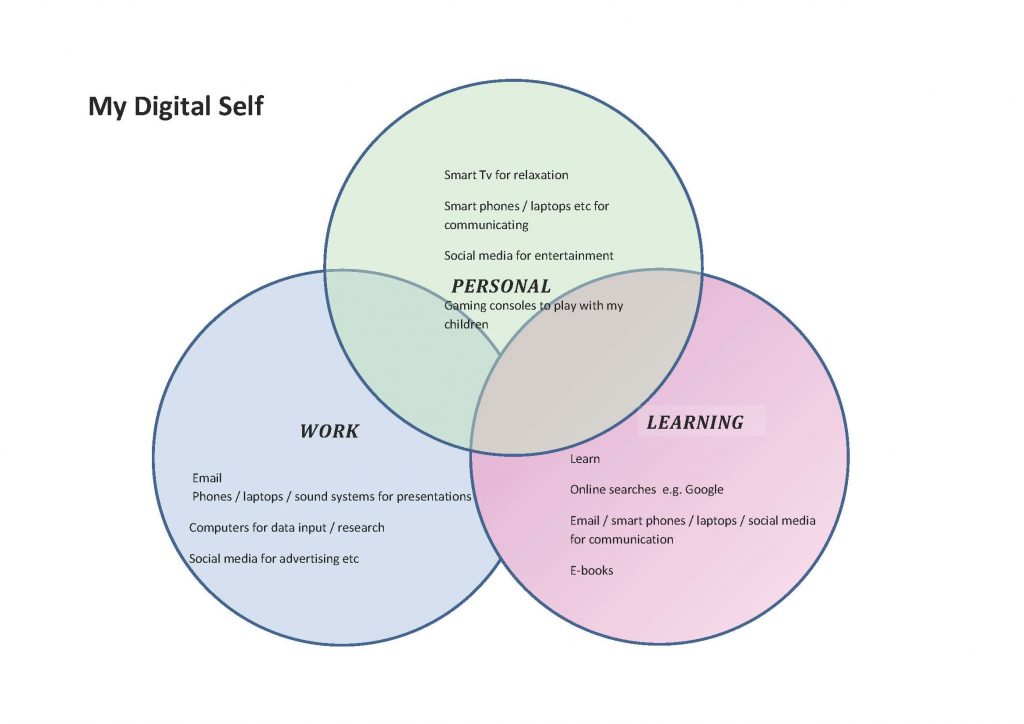 My Digital Self
Smart Tv for relaxation
Smart phones / laptops etc for
communicating
Social media for entertainment
PERSONAL
Gaming consoles to play with my
children
WORK
Email
Phones / laptops / sound systems for presentations
Computers for data input / research
Social media for advertising etc
LEARNING
Learn
Online searches  e.g. Google
Email / smart phones / laptops / social media
for communication
E-books